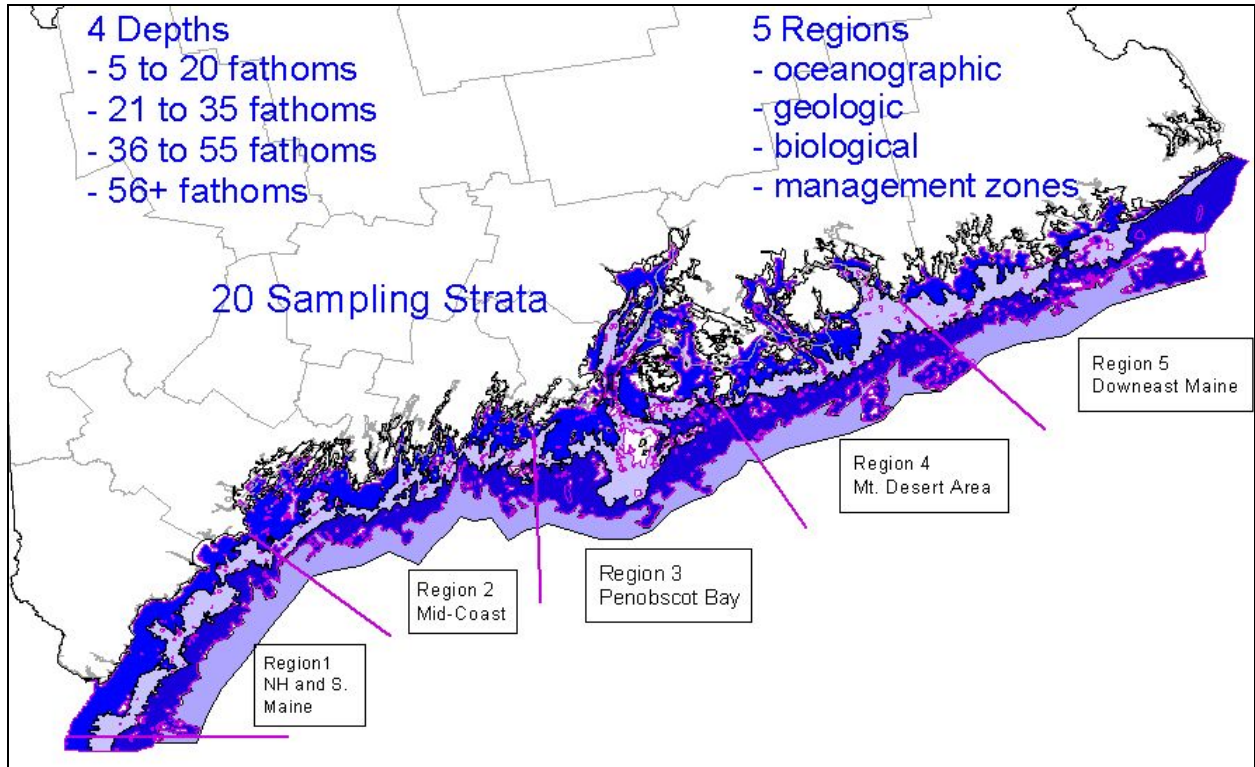 4 Depths
- 5 to 20 fathoms
- 21 to 35 fathoms
- 36 to 55 fathoms
- 56+ fathoms
5 Regions
- oceanographic
- geologic
- biological
- management zones
20 Sampling Strata
Region 5
Downeast Maine
Region 4
Mt. Desert Area
Region 3
Penobscot Bay
Region 2
Mid-Coast
Region1
NH and S.
Maine